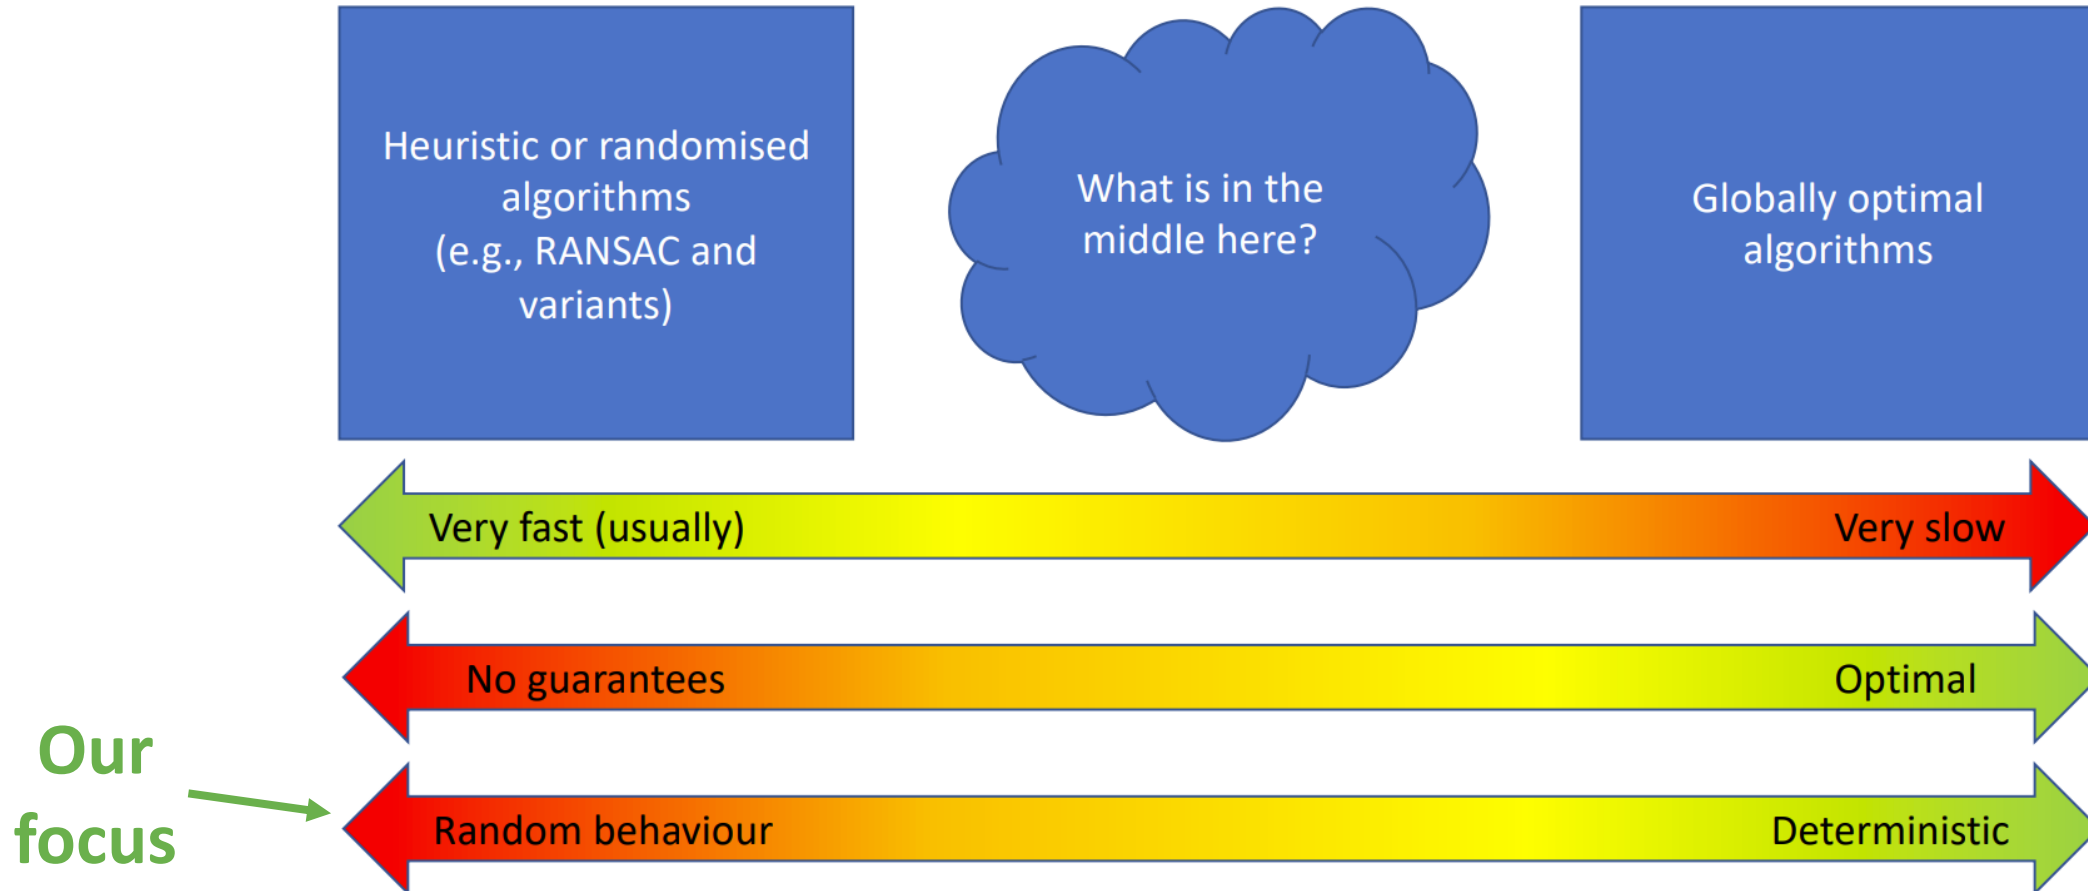 Heuristic or randomised
algorithms
(e.g., RANSAC and
variants)
What is in the
middle here?
Globally optimal
algorithms
Very fast (usually)
Very slow
No guarantees
Optimal
Our
focus
Random behaviour
Deterministic